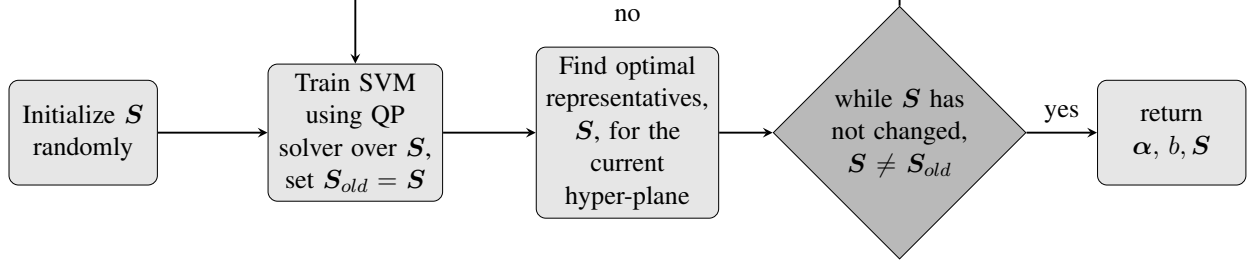 no
Initialize S
randomly
Train SVM
using QP
solver over S,
set S_old = S
Find optimal
representatives,
S, for the
current
hyper-plane
while S has
not changed,
S ≠ S_old
yes
return
α, b, S